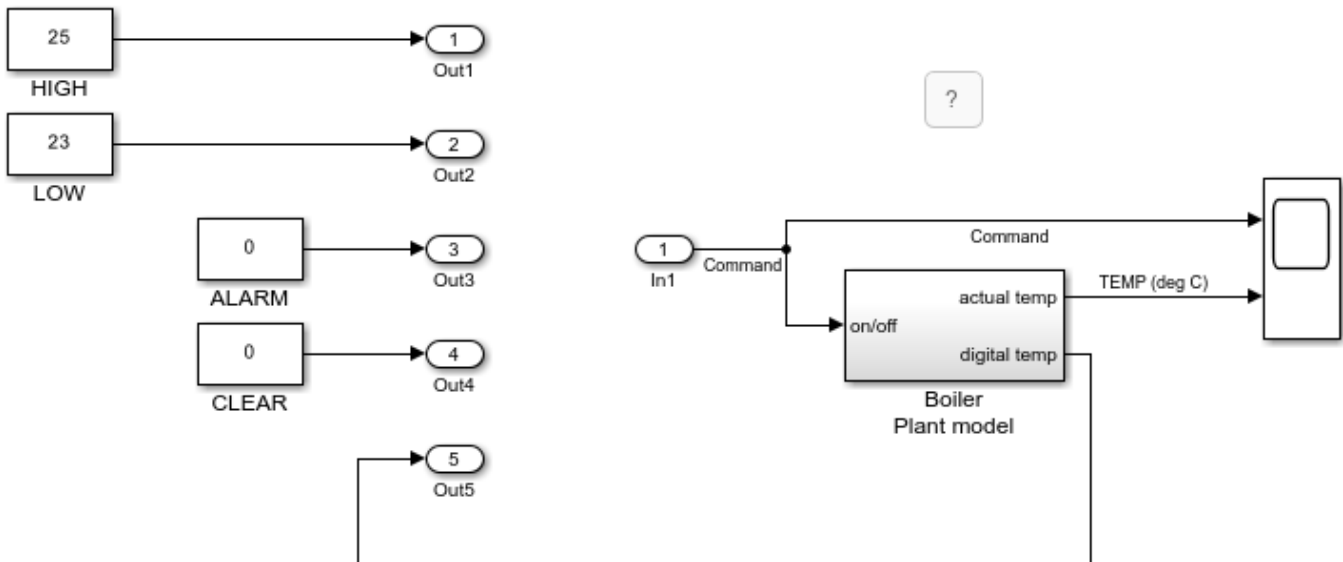 25
HIGH
1
Out1
?
23
LOW
2
Out2
0
ALARM
3
Out3
1
In1
Command
Command
TEMP (deg C)
actual temp
on/off
digital temp
Boiler
Plant model
0
CLEAR
4
Out4
5
Out5